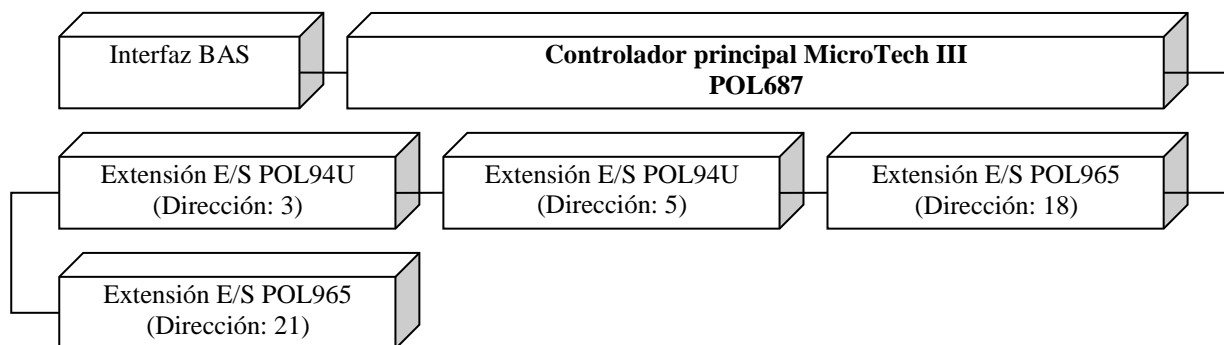 Interfaz BAS
Controlador principal MicroTech III
POL687
Extensión E/S POL94U
(Dirección: 3)
Extensión E/S POL94U
(Dirección: 5)
Extensión E/S POL965
(Dirección: 18)
Extensión E/S POL965
(Dirección: 21)